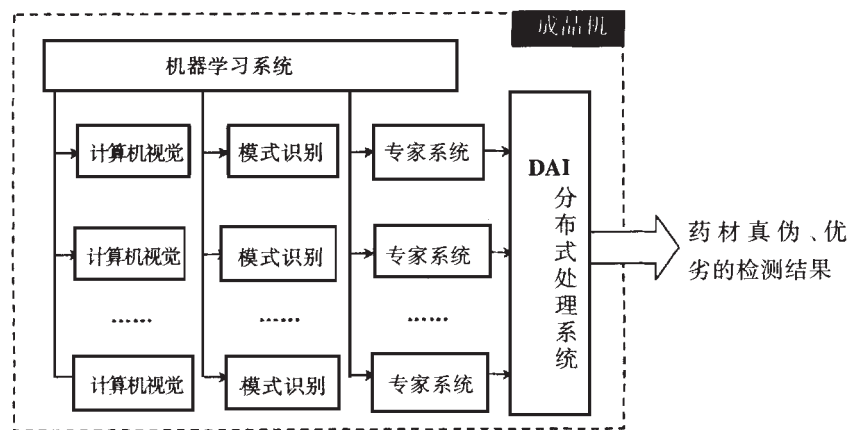 成品机
机器学习系统
计算机视觉 模式识别 专家系统
DAI
分布式处理系统
计算机视觉 模式识别 专家系统
药材真伪、优
劣的检测结果
…… …… ……
计算机视觉 模式识别 专家系统